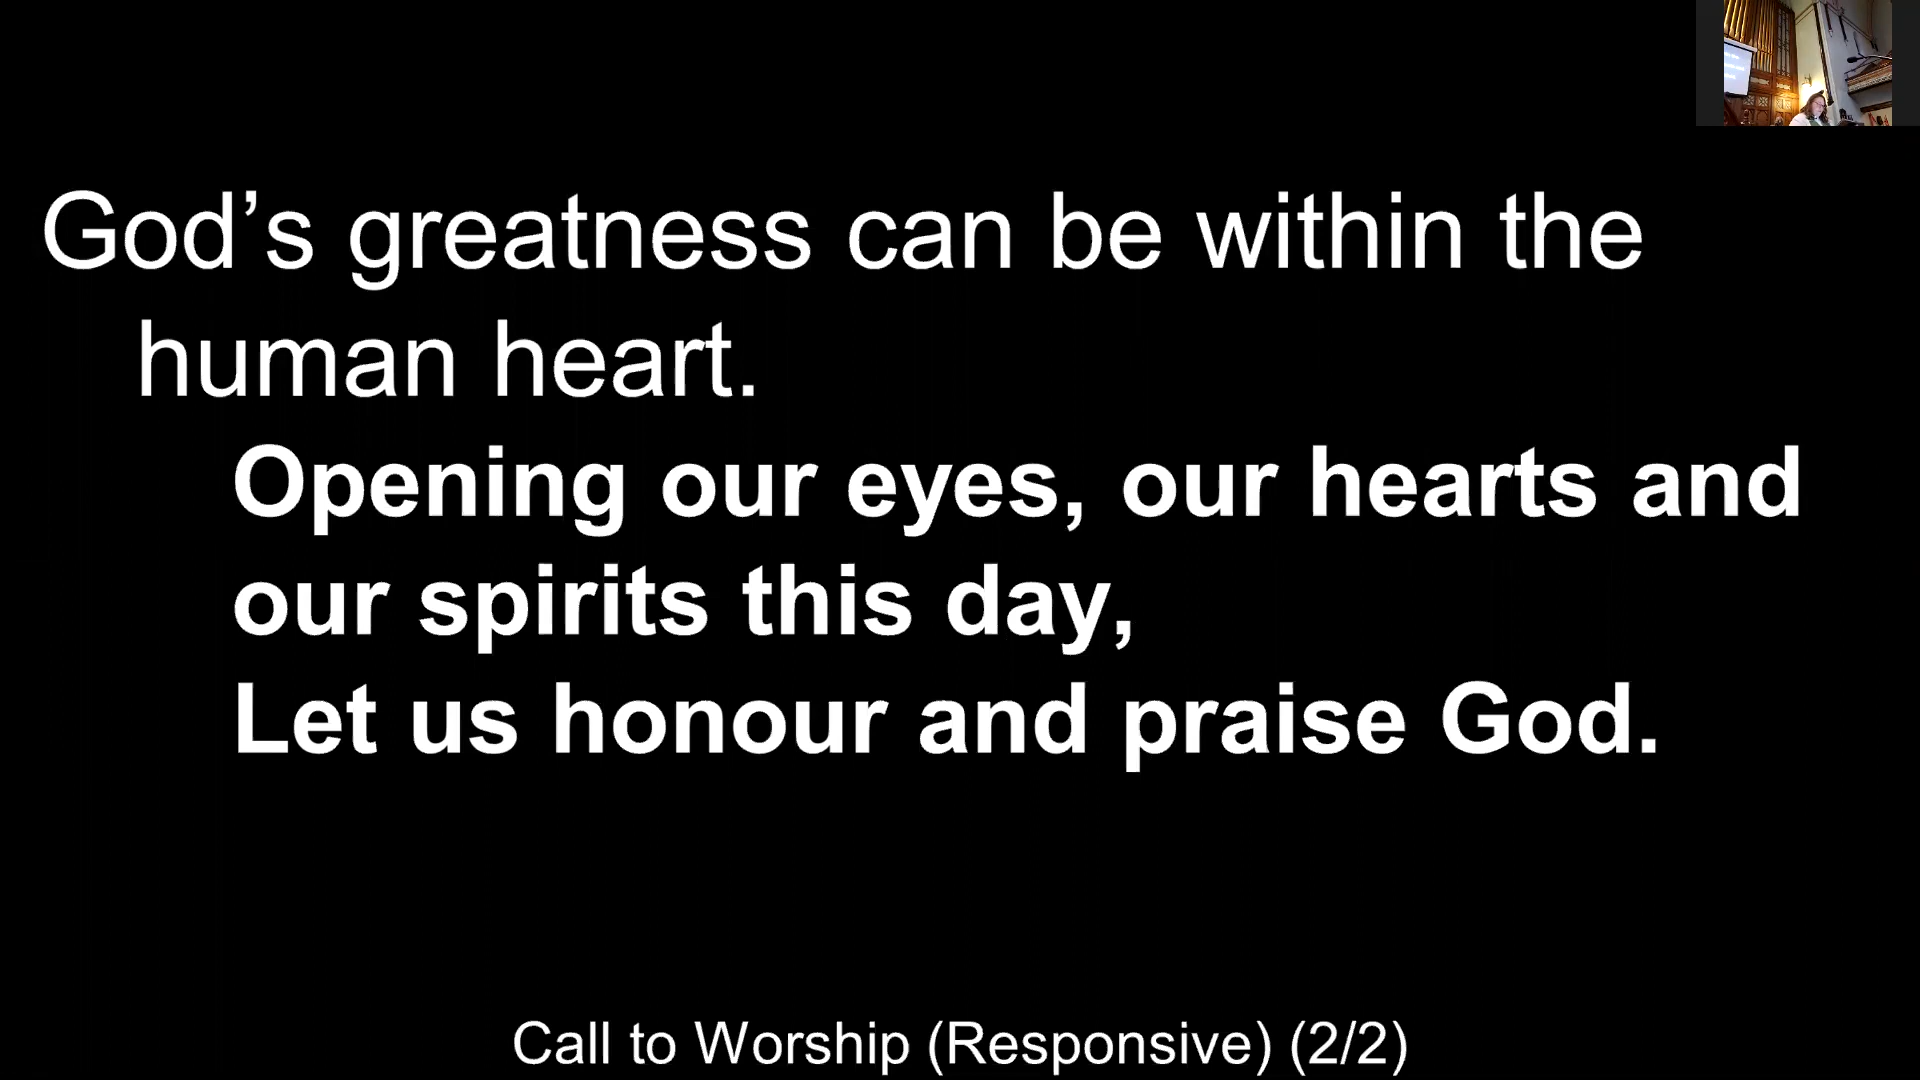 God’s greatness can be within the
human heart.
Opening our eyes, our hearts and
our spirits this day,
Let us honour and praise God.
Call to Worship (Responsive) (2/2)